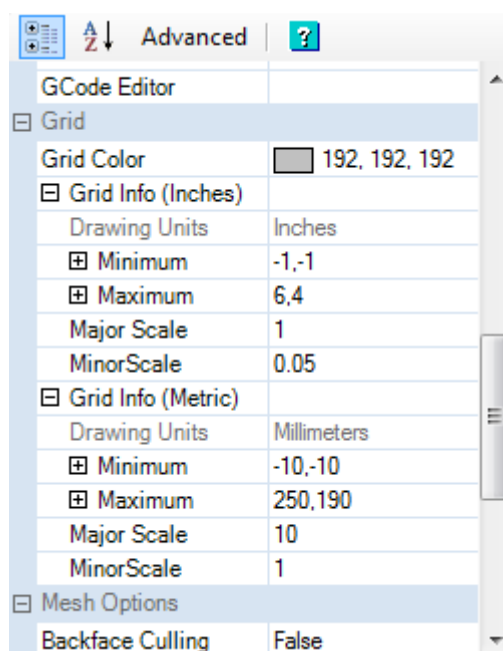 Advanced
GCode Editor
Grid
Grid Color 192, 192, 192
Grid Info (Inches)
Drawing Units Inches
Minimum -1,-1
Maximum 6,4
Major Scale 1
MinorScale 0.05
Grid Info (Metric)
Drawing Units Millimeters
Minimum -10,-10
Maximum 250,190
Major Scale 10
MinorScale 1
Mesh Options
Backface Culling False